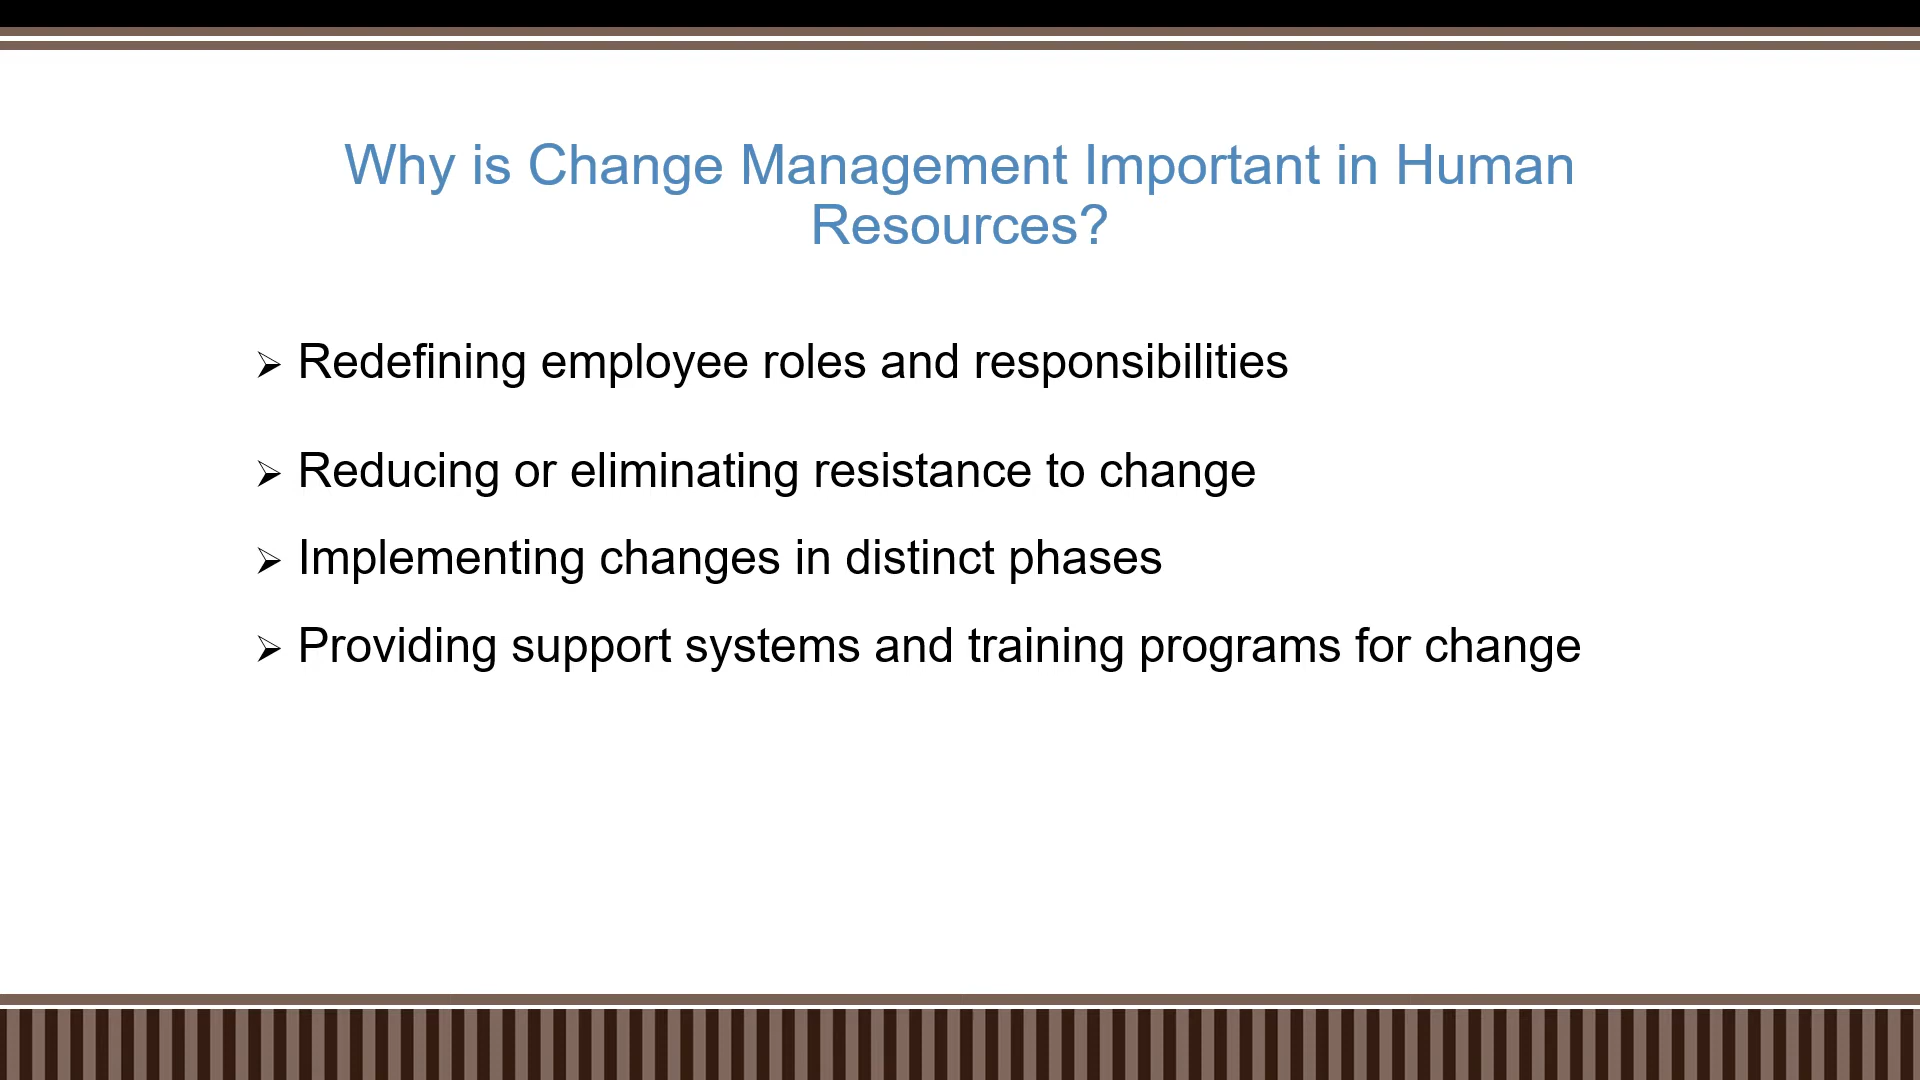 Why is Change Management Important in Human
Resources?
➢ Redefining employee roles and responsibilities
➢ Reducing or eliminating resistance to change
➢ Implementing changes in distinct phases
➢ Providing support systems and training programs for change